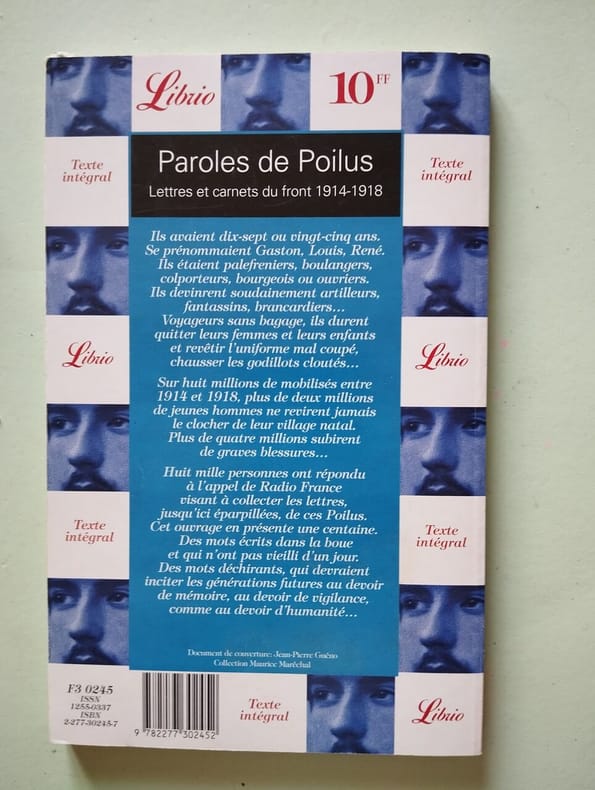 Librio
10 FF
Texte
intégral
Paroles de Poilus
Lettres et carnets du front 1914-1918
Texte
intégral
Ils avaient dix-sept ou vingt-cinq ans.
Se prénommaient Gaston, Louis, René.
Ils étaient palefreniers, boulangers,
colporteurs, bourgeois ou ouvriers.
Ils devinrent soudainement artilleurs,
fantassins, brancardiers...
Voyageurs sans bagage, ils durent
quitter leurs femmes et leurs enfants
et revêtir l'uniforme mal coupé,
chausser les godillots cloutés...
Librio
Librio
Sur huit millions de mobilisés entre
1914 et 1918, plus de deux millions
de jeunes hommes ne revirent jamais
le clocher de leur village natal.
Plus de quatre millions subirent
de graves blessures...
Huit mille personnes ont répondu
à l'appel de Radio France
visant à collecter les lettres,
jusqu'ici éparpillées, de ces Poilus.
Cet ouvrage en présente une centaine.
Des mots écrits dans la boue
et qui n'ont pas vieilli d'un jour.
Des mots déchirants, qui devraient
inciter les générations futures au devoir
de mémoire, au devoir de vigilance,
comme au devoir d'humanité...
Texte
intégral
Texte
intégral
Document de couverture: Jean-Pierre Guéno
Collection Maurice Maréchal
F3 0245
ISSN
1255-0337
ISBN
2-277-30245-7
9 782277 302452
Texte
intégral
Librio